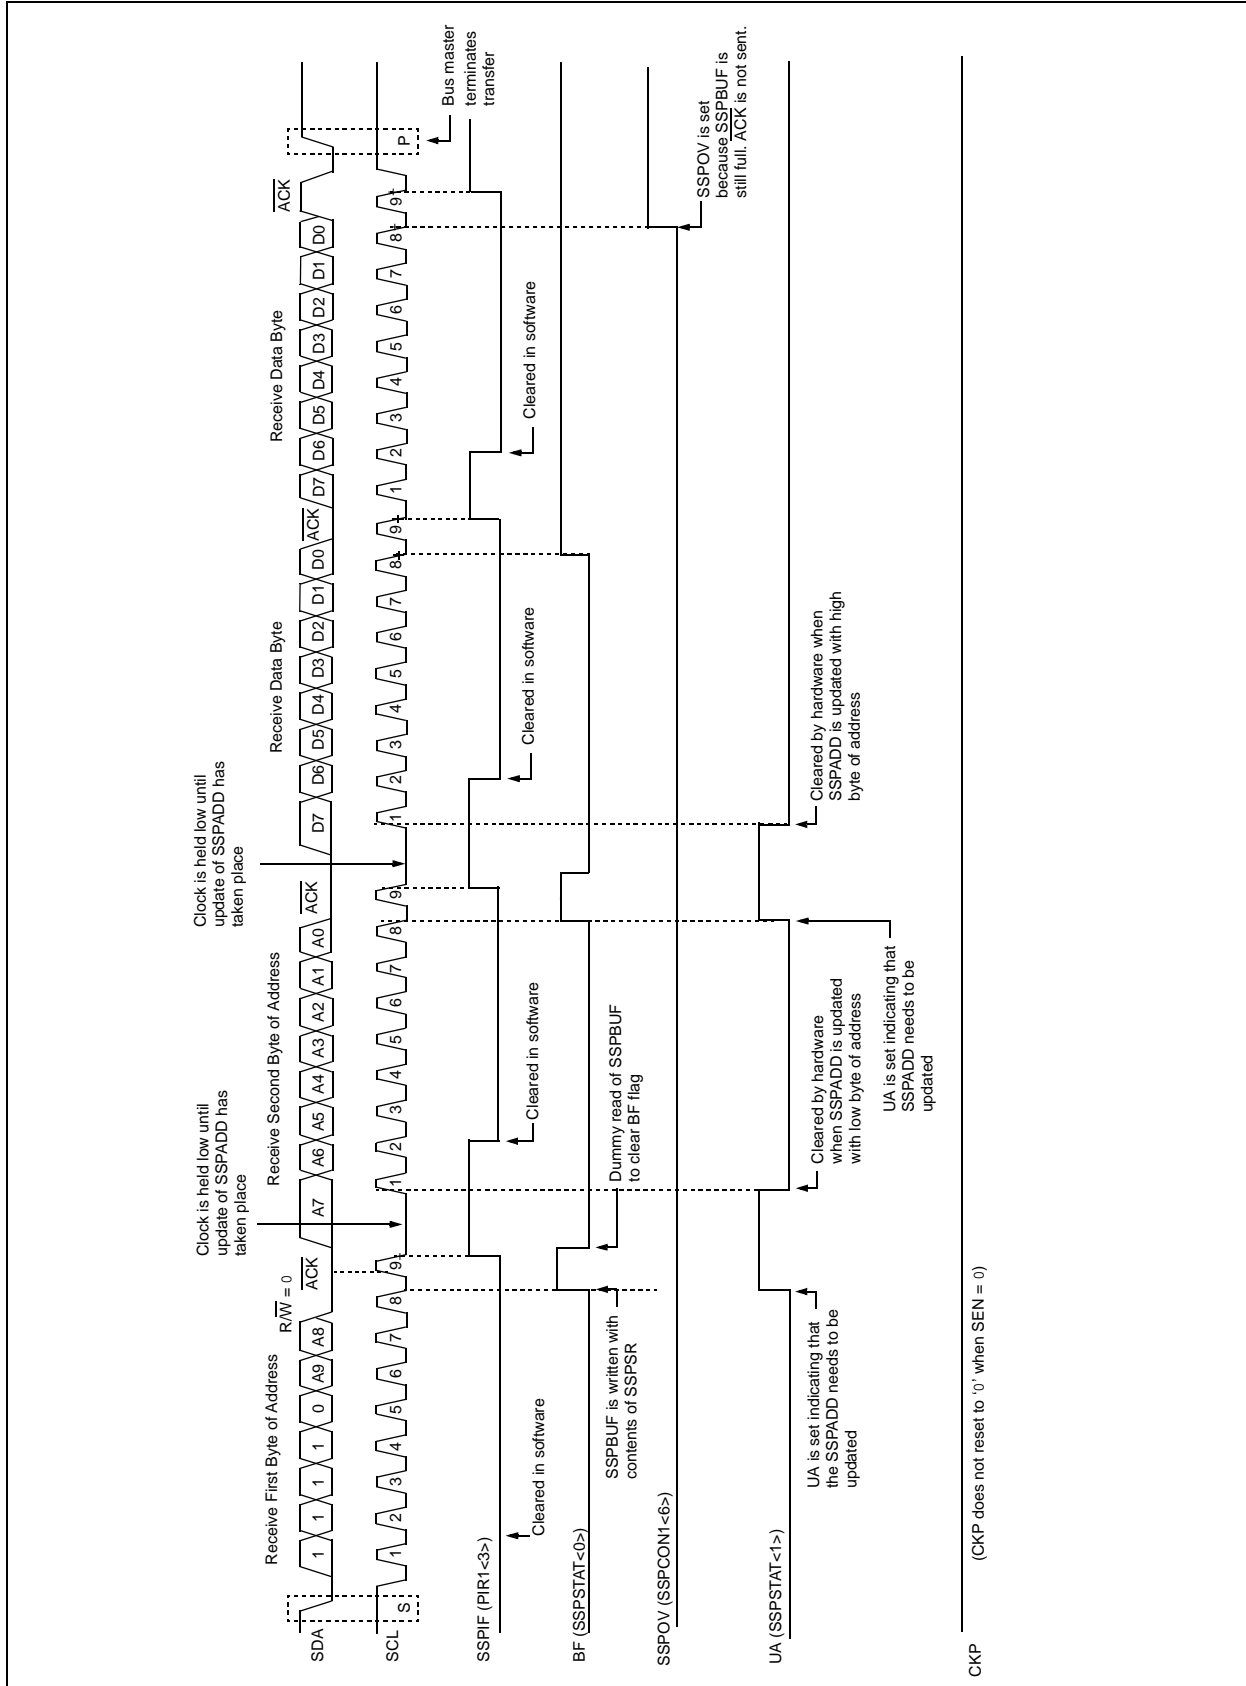 Receive First Byte of Address
R/W = 0
ACK
Clock is held low until
update of SSPADD has
taken place
Receive Second Byte of Address
ACK
Clock is held low until
update of SSPADD has
taken place
Receive Data Byte
ACK
Receive Data Byte
ACK
SDA
1
1
1
1
0
A9
A8
A7
A6
A5
A4
A3
A2
A1
A0
D7
D6
D5
D4
D3
D2
D1
D0
D7
D6
D5
D4
D3
D2
D1
D0
SCL
S
1
2
3
4
5
6
7
8
9
1
2
3
4
5
6
7
8
9
1
2
3
4
5
6
7
8
9
1
2
3
4
5
6
7
8
9
P
Bus master
terminates
transfer
SSPIF (PIR1<3>)
Cleared in software
Cleared in software
Cleared in software
Cleared in software
BF (SSPSTAT<0>)
SSPBUF is written with
contents of SSPSR
Dummy read of SSPBUF
to clear BF flag
SSPOV (SSPCON1<6>)
SSPOV is set
because SSPBUF is
still full. ACK is not sent.
UA (SSPSTAT<1>)
UA is set indicating that
the SSPADD needs to be
updated
Cleared by hardware
when SSPADD is updated
with low byte of address
UA is set indicating that
SSPADD needs to be
updated
Cleared by hardware when
SSPADD is updated with high
byte of address
CKP
(CKP does not reset to ‘0’ when SEN = 0)